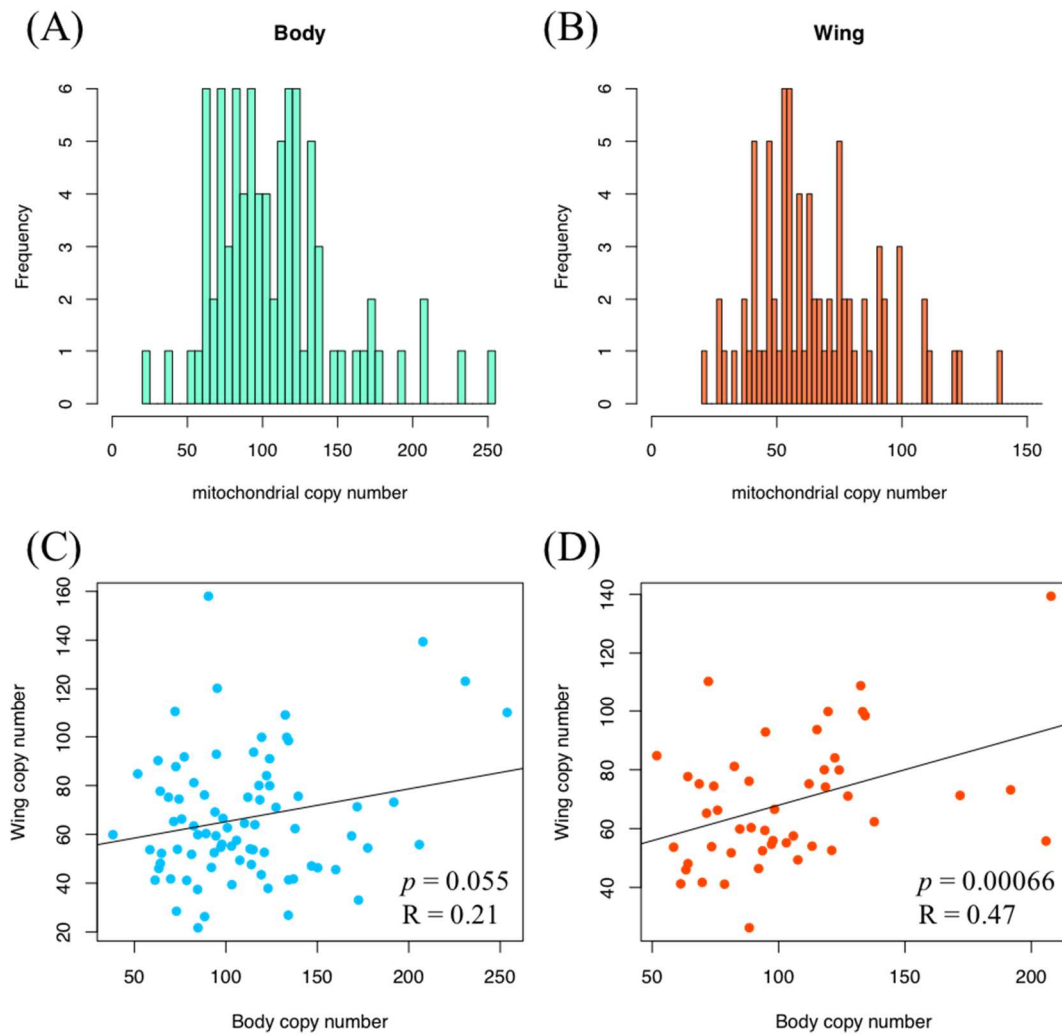 (A)
Body
Frequency
0 1 2 3 4 5 6
0 50 100 150 200 250
mitochondrial copy number
(B)
Wing
Frequency
0 1 2 3 4 5 6
0 50 100 150
mitochondrial copy number
(C)
Wing copy number
20 40 60 80 100 120 140 160
p = 0.055
R = 0.21
50 100 150 200 250
Body copy number
(D)
Wing copy number
40 60 80 100 120 140
p = 0.00066
R = 0.47
50 100 150 200
Body copy number